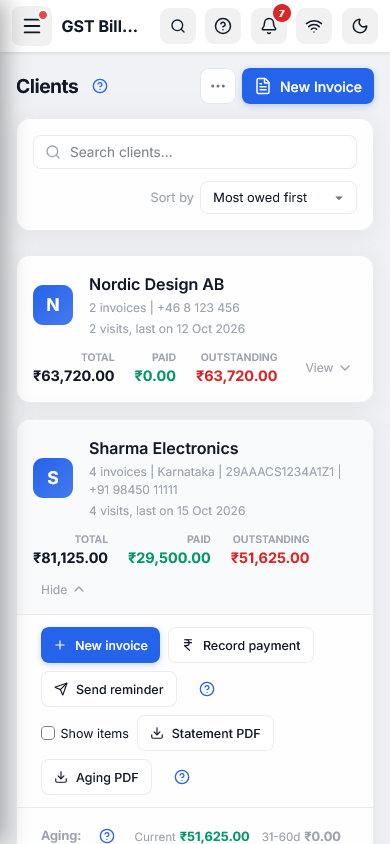 GST Bill...
7
Clients
New Invoice
Search clients...
Sort by Most owed first
N
Nordic Design AB
2 invoices | +46 8 123 456
2 visits, last on 12 Oct 2026
TOTAL PAID OUTSTANDING
₹63,720.00 ₹0.00 ₹63,720.00 View
S
Sharma Electronics
4 invoices | Karnataka | 29AAACS1234A1Z1 |
+91 98450 11111
4 visits, last on 15 Oct 2026
TOTAL PAID OUTSTANDING
₹81,125.00 ₹29,500.00 ₹51,625.00
Hide
New invoice ₹ Record payment
Send reminder
Show items Statement PDF
Aging PDF
Aging: Current ₹51,625.00 31-60d ₹0.00